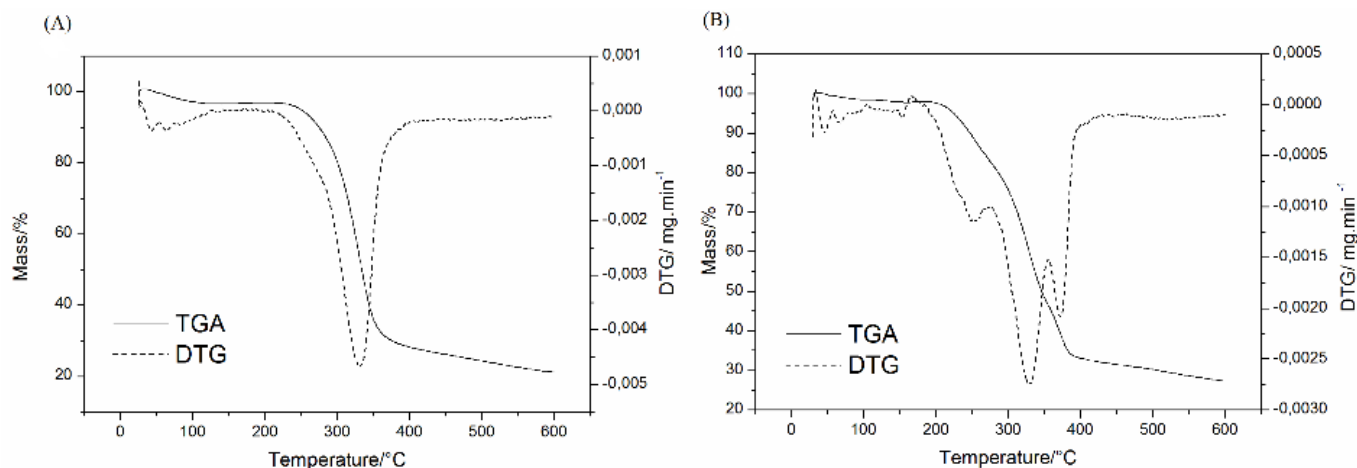 (A)
100
80
60
40
20
Mass/%
0,001
0,000
-0,001
-0,002
-0,003
-0,004
-0,005
DTG/ mg.min⁻¹
TGA
DTG
0 100 200 300 400 500 600
Temperature/°C
(B)
110
100
90
80
70
60
50
40
30
20
Mass/%
0,0005
0,0000
-0,0005
-0,0010
-0,0015
-0,0020
-0,0025
-0,0030
DTG/ mg.min⁻¹
TGA
DTG
0 100 200 300 400 500 600
Temperature/°C